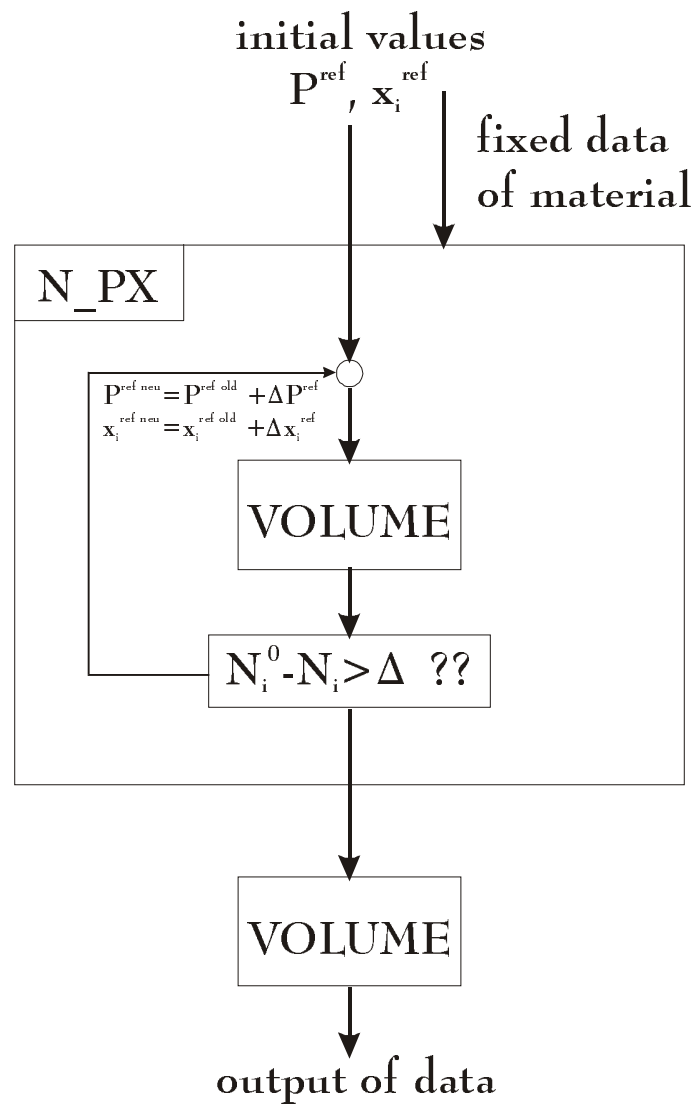 initial values
P^ref, x_i^ref
fixed data
of material
N_PX
P^ref neu=P^ref old +ΔP^ref
x_i^ref neu=x_i^ref old +Δx_i^ref
VOLUME
N_i^0-N_i>Δ ??
VOLUME
output of data